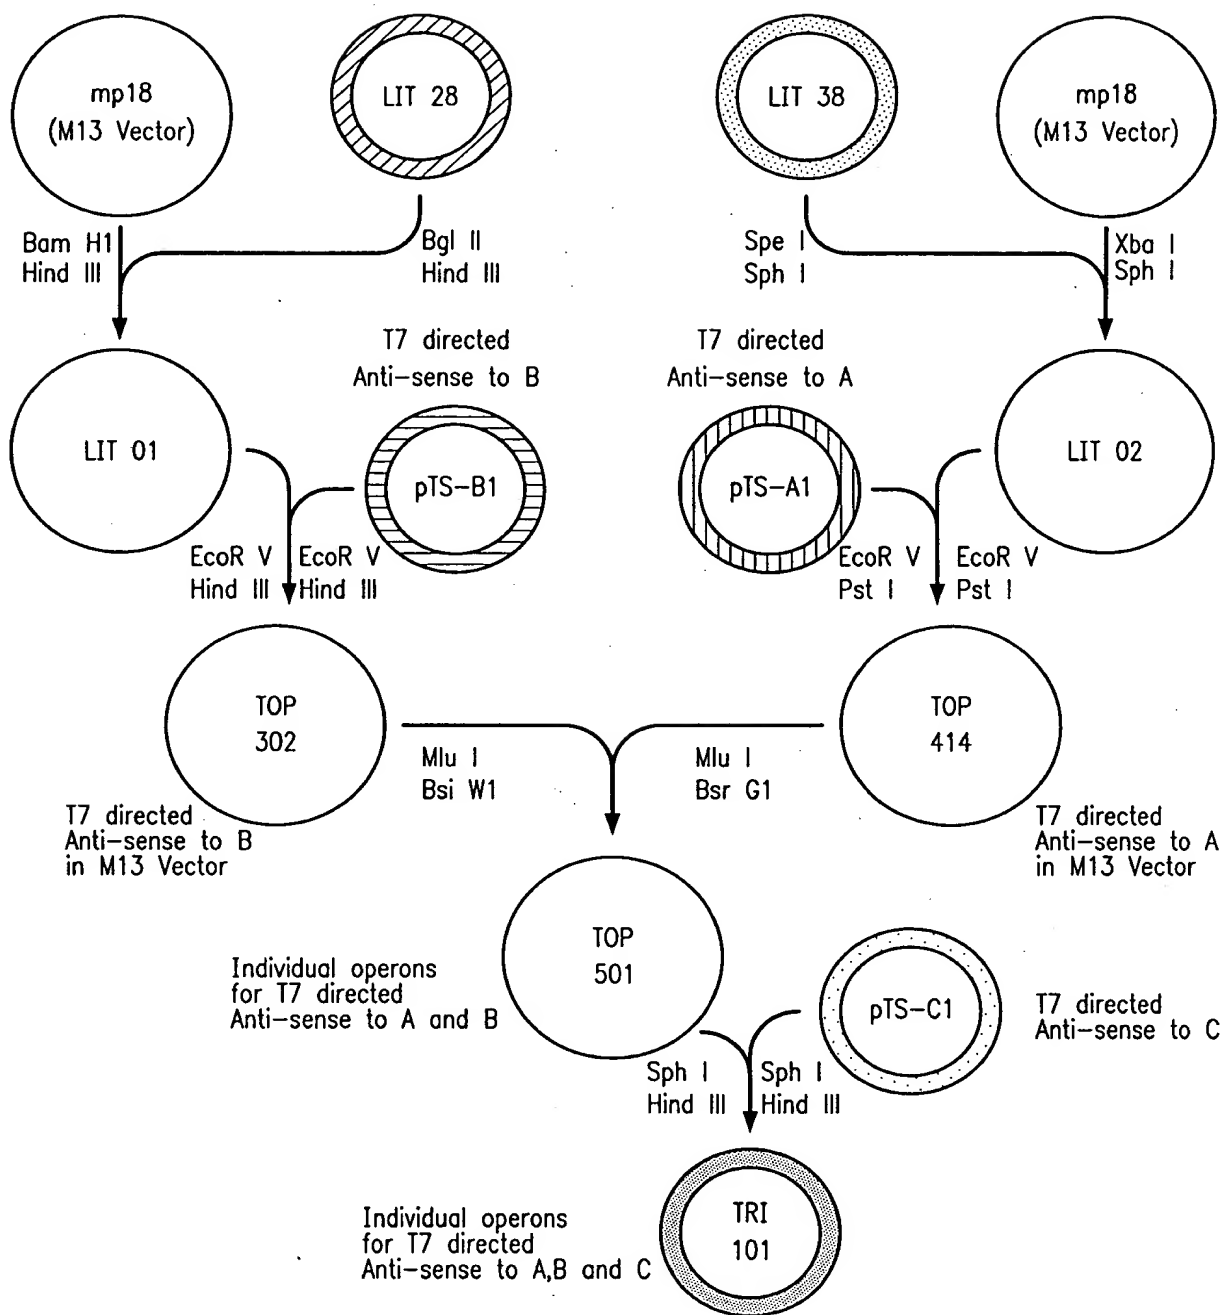 mp18
(M13 Vector)
LIT 28
LIT 38
mp18
(M13 Vector)
Bam H1
Hind III
Bgl II
Hind III
Spe I
Sph I
Xba I
Sph I
T7 directed
Anti-sense to B
T7 directed
Anti-sense to A
LIT 01
pTS-B1
pTS-A1
LIT 02
EcoR V
Hind III
EcoR V
Hind III
EcoR V
Pst I
EcoR V
Pst I
TOP
302
TOP
414
Mlu I
Bsi W1
Mlu I
Bsr G1
T7 directed
Anti-sense to B
in M13 Vector
T7 directed
Anti-sense to A
in M13 Vector
TOP
501
Individual operons
for T7 directed
Anti-sense to A and B
pTS-C1
T7 directed
Anti-sense to C
Sph I
Hind III
Sph I
Hind III
TRI
101
Individual operons
for T7 directed
Anti-sense to A,B and C